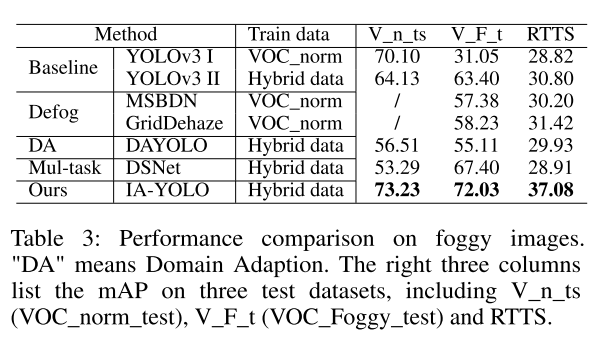 Method Train data V_n_ts V_F_t RTTS
Baseline YOLOv3 I VOC_norm 70.10 31.05 28.82
YOLOv3 II Hybrid data 64.13 63.40 30.80
Defog MSBDN VOC_norm / 57.38 30.20
GridDehaze VOC_norm / 58.23 31.42
DA DAYOLO Hybrid data 56.51 55.11 29.93
Mul-task DSNet Hybrid data 53.29 67.40 28.91
Ours IA-YOLO Hybrid data 73.23 72.03 37.08
Table 3: Performance comparison on foggy images.
"DA" means Domain Adaption. The right three columns
list the mAP on three test datasets, including V_n_ts
(VOC_norm_test), V_F_t (VOC_Foggy_test) and RTTS.